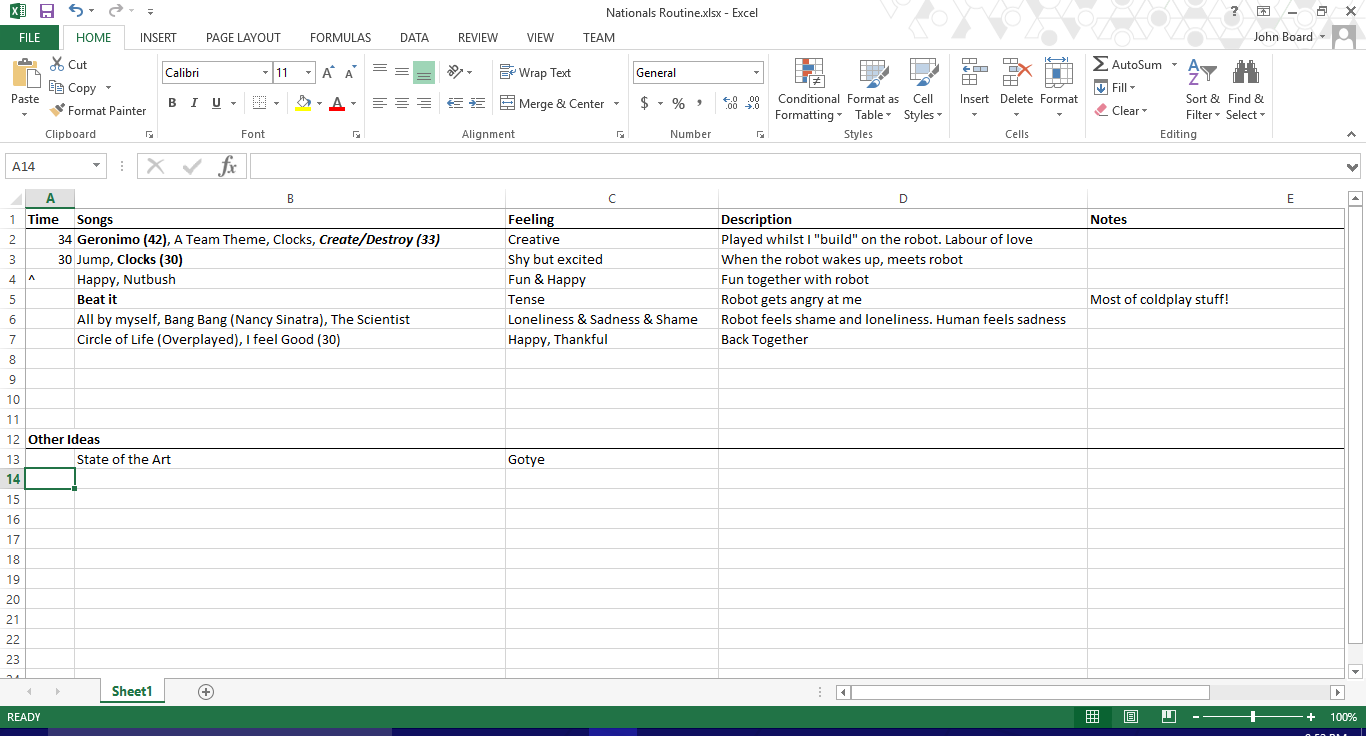 Nationals Routine.xlsx - Excel
?
FILE HOME INSERT PAGE LAYOUT FORMULAS DATA REVIEW VIEW TEAM John Board
Paste Cut Copy Format Painter
Calibri 11 A A
B I U A
Wrap Text
Merge & Center
General
$ % ,
Conditional Formatting Format as Table Cell Styles
Insert Delete Format
AutoSum
Fill
Clear
Sort & Filter Find & Select
Clipboard Font Alignment Number Styles Cells Editing
A14 fx
A B C D E
1 Time Songs Feeling Description Notes
2 34 Geronimo (42), A Team Theme, Clocks, Create/Destroy (33) Creative Played whilst I "build" on the robot. Labour of love
3 30 Jump, Clocks (30) Shy but excited When the robot wakes up, meets robot
4 ^ Happy, Nutbush Fun & Happy Fun together with robot
5 Beat it Tense Robot gets angry at me Most of coldplay stuff!
6 All by myself, Bang Bang (Nancy Sinatra), The Scientist Loneliness & Sadness & Shame Robot feels shame and loneliness. Human feels sadness
7 Circle of Life (Overplayed), I feel Good (30) Happy, Thankful Back Together
8
9
10
11
12 Other Ideas
13 State of the Art Gotye
14
15
16
17
18
19
20
21
22
23
Sheet1
READY 100%